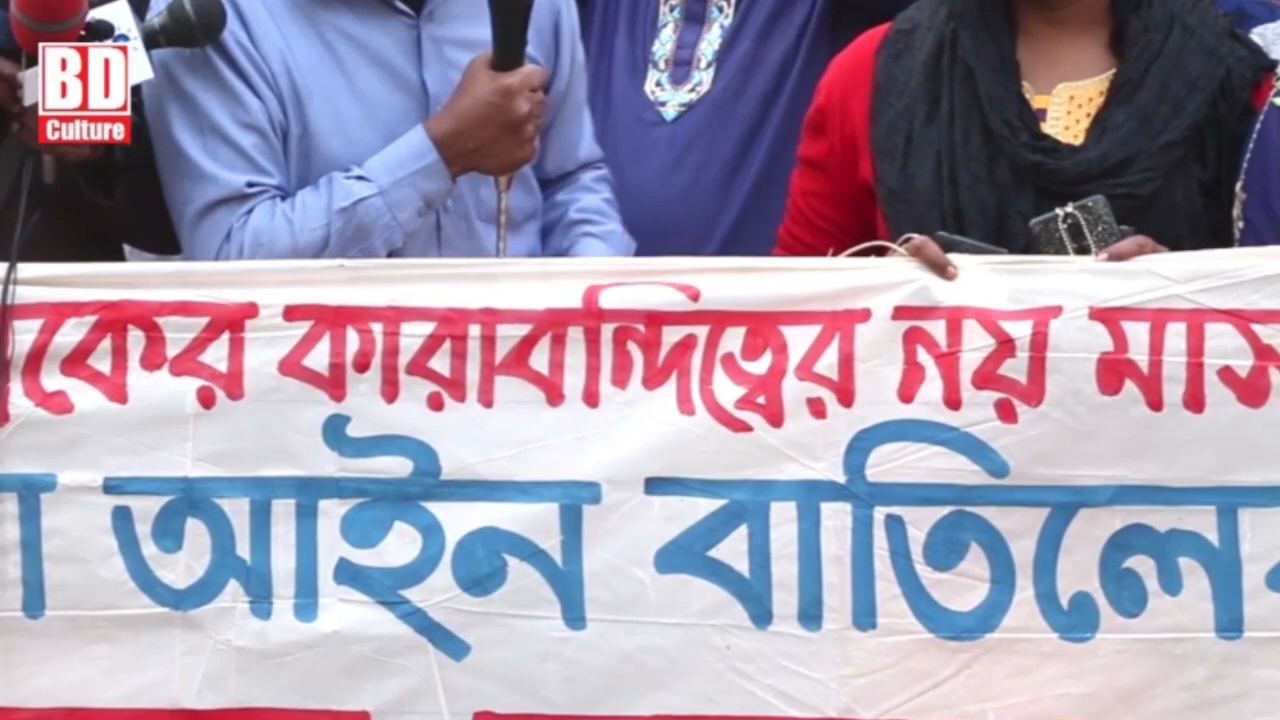 BD
Culture
কের কারাবন্দিত্বের নয় মাস
আইন বাতিলে